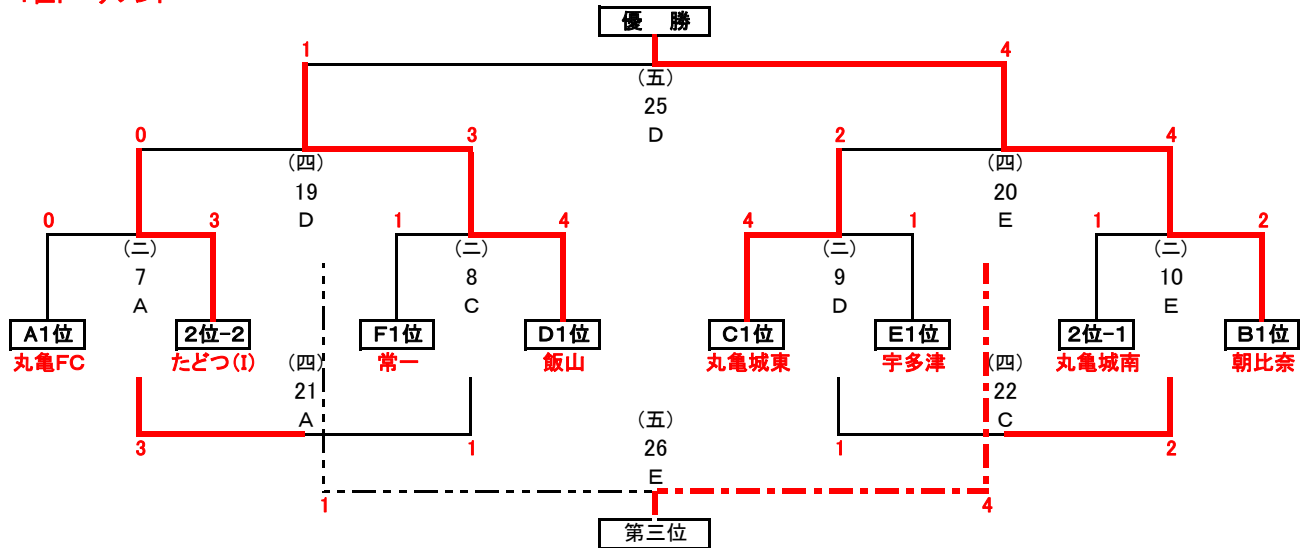 優 勝
1 4
(五)
25
D
0 3 2 4
(四) (四)
19 20
D E
0 3 1 4 4 1 1 2
(二) (二) (二) (二)
7 8 9 10
A C D E
A1位 2位-2 F1位 D1位 C1位 E1位 2位-1 B1位
丸亀FC たどつ(I) 常一 飯山 丸亀城東 宇多津 丸亀城南 朝比奈
(四) (四)
21 22
A C
3 1 1 2
(五)
26
E
1 4
第三位